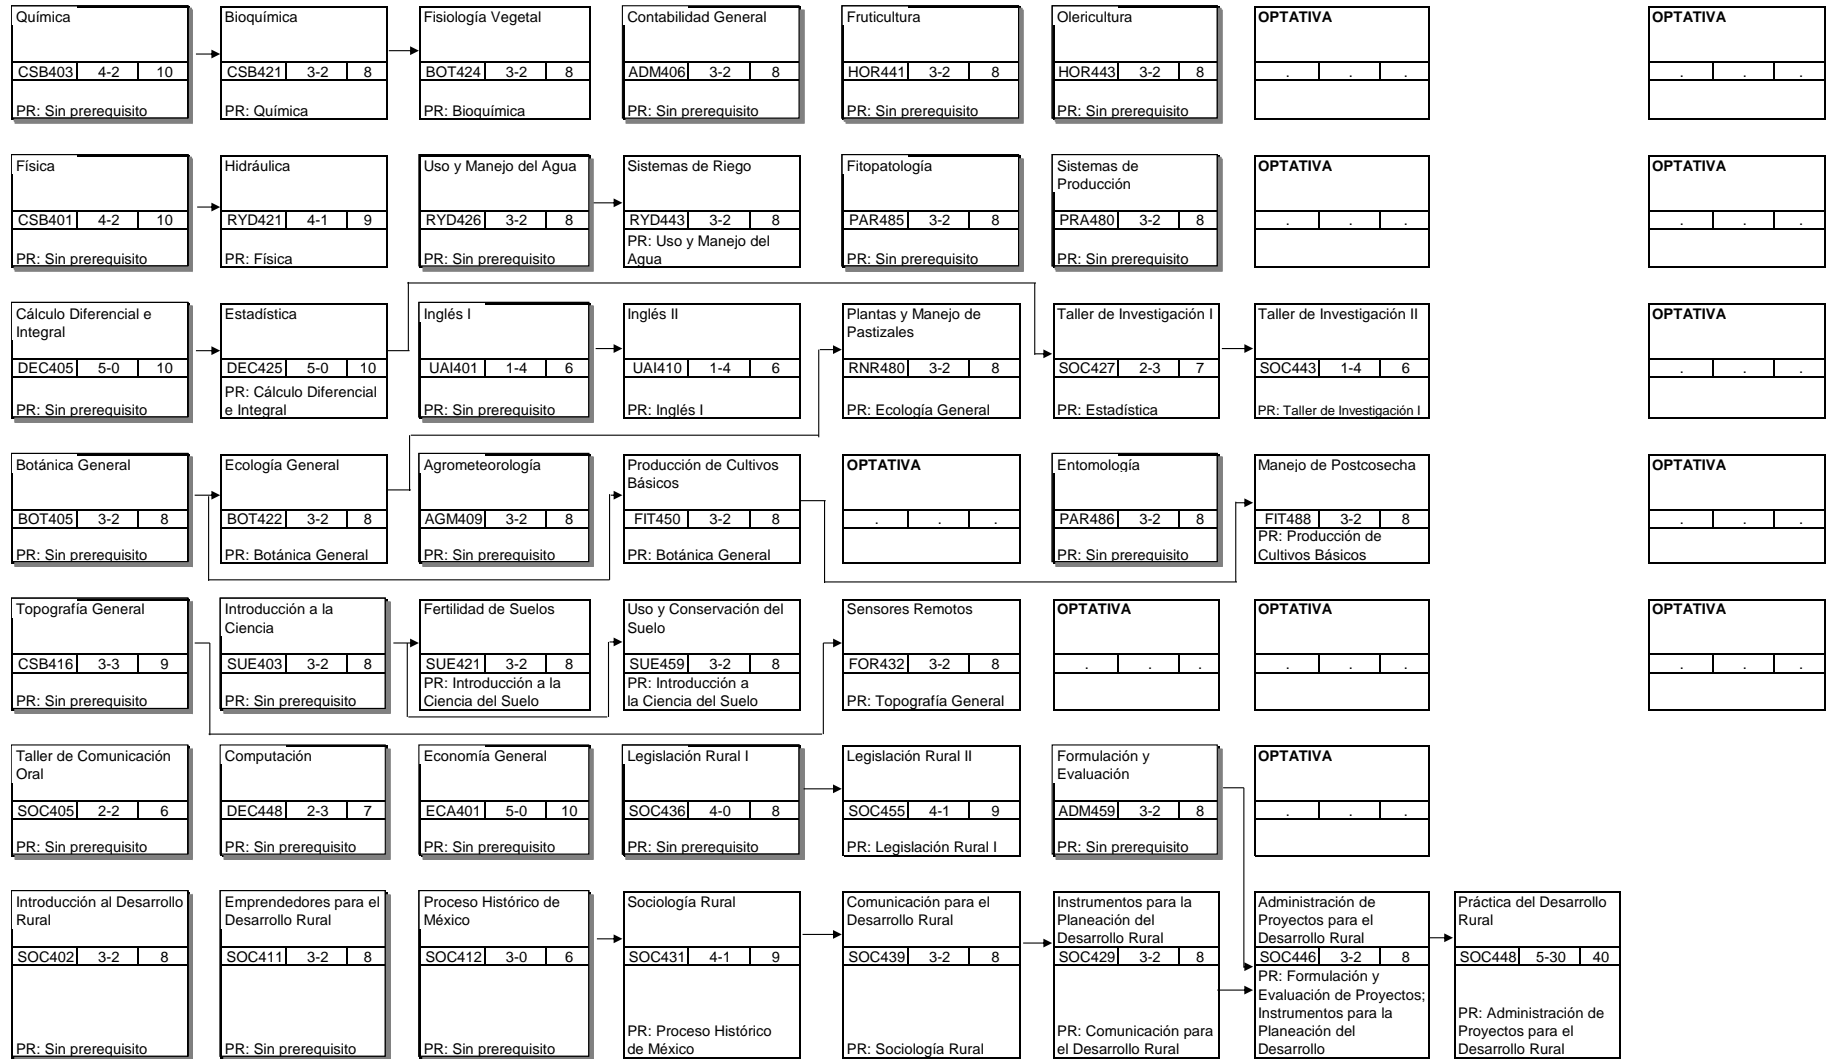 Química
CSB403 4-2 10
PR: Sin prerequisito
Bioquímica
CSB421 3-2 8
PR: Química
Fisiología Vegetal
BOT424 3-2 8
PR: Bioquímica
Contabilidad General
ADM406 3-2 8
PR: Sin prerequisito
Fruticultura
HOR441 3-2 8
PR: Sin prerequisito
Olericultura
HOR443 3-2 8
PR: Sin prerequisito
OPTATIVA
. . .
OPTATIVA
. . .
Física
CSB401 4-2 10
PR: Sin prerequisito
Hidráulica
RYD421 4-1 9
PR: Física
Uso y Manejo del Agua
RYD426 3-2 8
PR: Sin prerequisito
Sistemas de Riego
RYD443 3-2 8
PR: Uso y Manejo del
Agua
Fitopatología
PAR485 3-2 8
PR: Sin prerequisito
Sistemas de
Producción
PRA480 3-2 8
PR: Sin prerequisito
OPTATIVA
. . .
OPTATIVA
. . .
Cálculo Diferencial e
Integral
DEC405 5-0 10
PR: Sin prerequisito
Estadística
DEC425 5-0 10
PR: Cálculo Diferencial
e Integral
Inglés I
UAI401 1-4 6
PR: Sin prerequisito
Inglés II
UAI410 1-4 6
PR: Inglés I
Plantas y Manejo de
Pastizales
RNR480 3-2 8
PR: Ecología General
Taller de Investigación I
SOC427 2-3 7
PR: Estadística
Taller de Investigación II
SOC443 1-4 6
PR: Taller de Investigación I
OPTATIVA
. . .
Botánica General
BOT405 3-2 8
PR: Sin prerequisito
Ecología General
BOT422 3-2 8
PR: Botánica General
Agrometeorología
AGM409 3-2 8
PR: Sin prerequisito
Producción de Cultivos
Básicos
FIT450 3-2 8
PR: Botánica General
OPTATIVA
. . .
Entomología
PAR486 3-2 8
PR: Sin prerequisito
Manejo de Postcosecha
FIT488 3-2 8
PR: Producción de
Cultivos Básicos
OPTATIVA
. . .
Topografía General
CSB416 3-3 9
PR: Sin prerequisito
Introducción a la
Ciencia
SUE403 3-2 8
PR: Sin prerequisito
Fertilidad de Suelos
SUE421 3-2 8
PR: Introducción a la
Ciencia del Suelo
Uso y Conservación del
Suelo
SUE459 3-2 8
PR: Introducción a
la Ciencia del Suelo
Sensores Remotos
FOR432 3-2 8
PR: Topografía General
OPTATIVA
. . .
OPTATIVA
. . .
OPTATIVA
. . .
Taller de Comunicación
Oral
SOC405 2-2 6
PR: Sin prerequisito
Computación
DEC448 2-3 7
PR: Sin prerequisito
Economía General
ECA401 5-0 10
PR: Sin prerequisito
Legislación Rural I
SOC436 4-0 8
PR: Sin prerequisito
Legislación Rural II
SOC455 4-1 9
PR: Legislación Rural I
Formulación y
Evaluación
ADM459 3-2 8
PR: Sin prerequisito
OPTATIVA
. . .
Introducción al Desarrollo
Rural
SOC402 3-2 8
PR: Sin prerequisito
Emprendedores para el
Desarrollo Rural
SOC411 3-2 8
PR: Sin prerequisito
Proceso Histórico de
México
SOC412 3-0 6
PR: Sin prerequisito
Sociología Rural
SOC431 4-1 9
PR: Proceso Histórico
de México
Comunicación para el
Desarrollo Rural
SOC439 3-2 8
PR: Sociología Rural
Instrumentos para la
Planeación del
Desarrollo Rural
SOC429 3-2 8
PR: Comunicación para
el Desarrollo Rural
Administración de
Proyectos para el
Desarrollo Rural
SOC446 3-2 8
PR: Formulación y
Evaluación de Proyectos;
Instrumentos para la
Planeación del
Desarrollo
Práctica del Desarrollo
Rural
SOC448 5-30 40
PR: Administración de
Proyectos para el
Desarrollo Rural